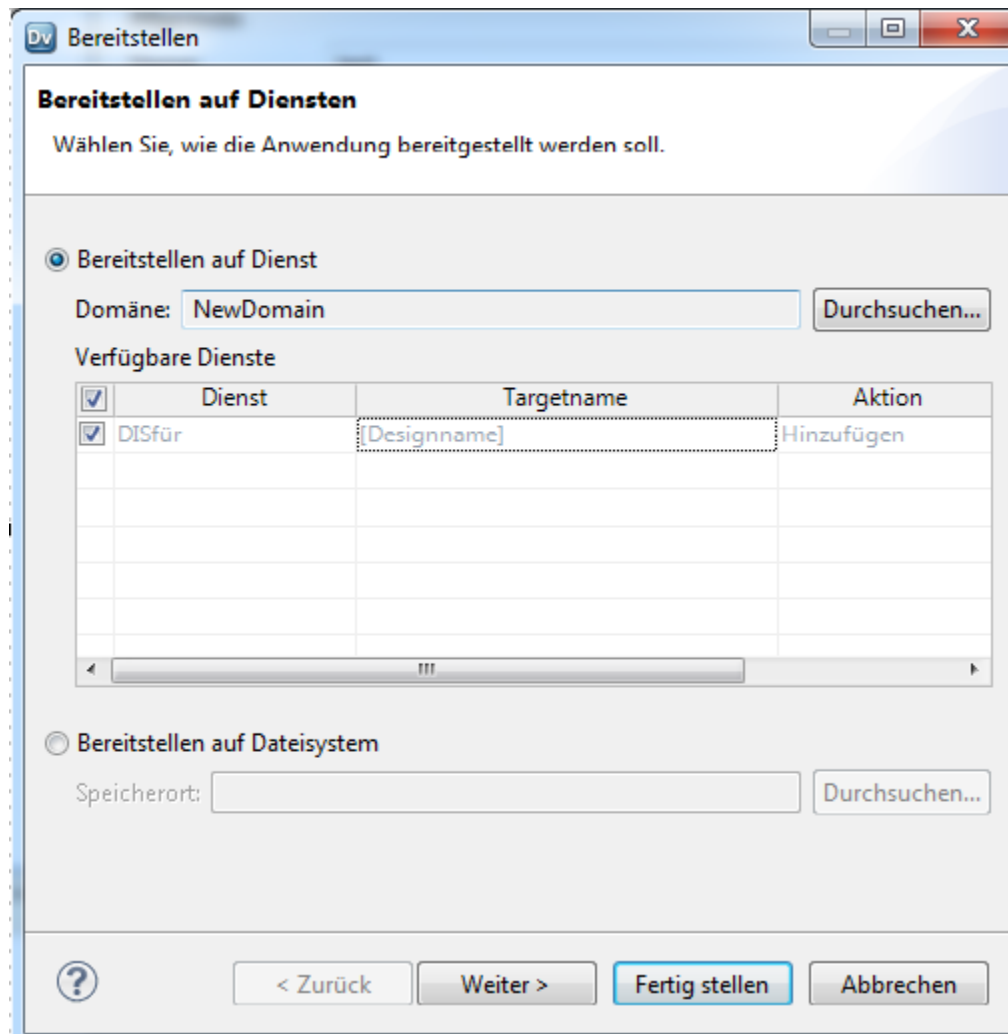 Dv Bereitstellen
Bereitstellen auf Diensten
Wählen Sie, wie die Anwendung bereitgestellt werden soll.
Bereitstellen auf Dienst
Domäne: NewDomain Durchsuchen...
Verfügbare Dienste
Dienst Targetname Aktion
DISfür [Designname] Hinzufügen
Bereitstellen auf Dateisystem
Speicherort: Durchsuchen...
? < Zurück Weiter > Fertig stellen Abbrechen